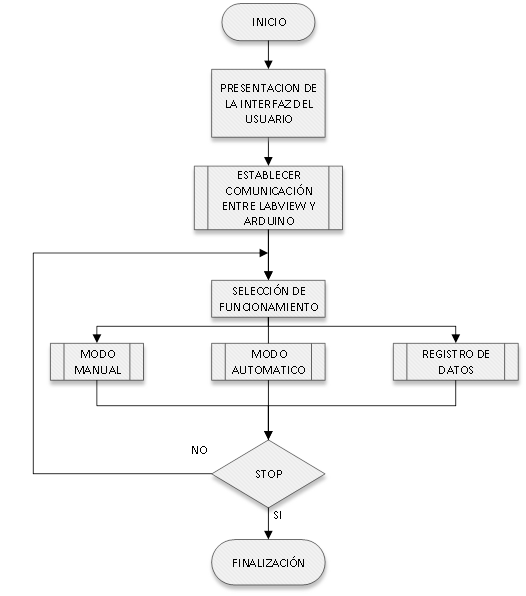 INICIO
PRESENTACION DE
LA INTERFAZ DEL
USUARIO
ESTABLECER
COMUNICACIÓN
ENTRE LABVIEW Y
ARDUINO
SELECCIÓN DE
FUNCIONAMIENTO
MODO
MANUAL
MODO
AUTOMATICO
REGISTRO DE
DATOS
NO
STOP
SI
FINALIZACIÓN